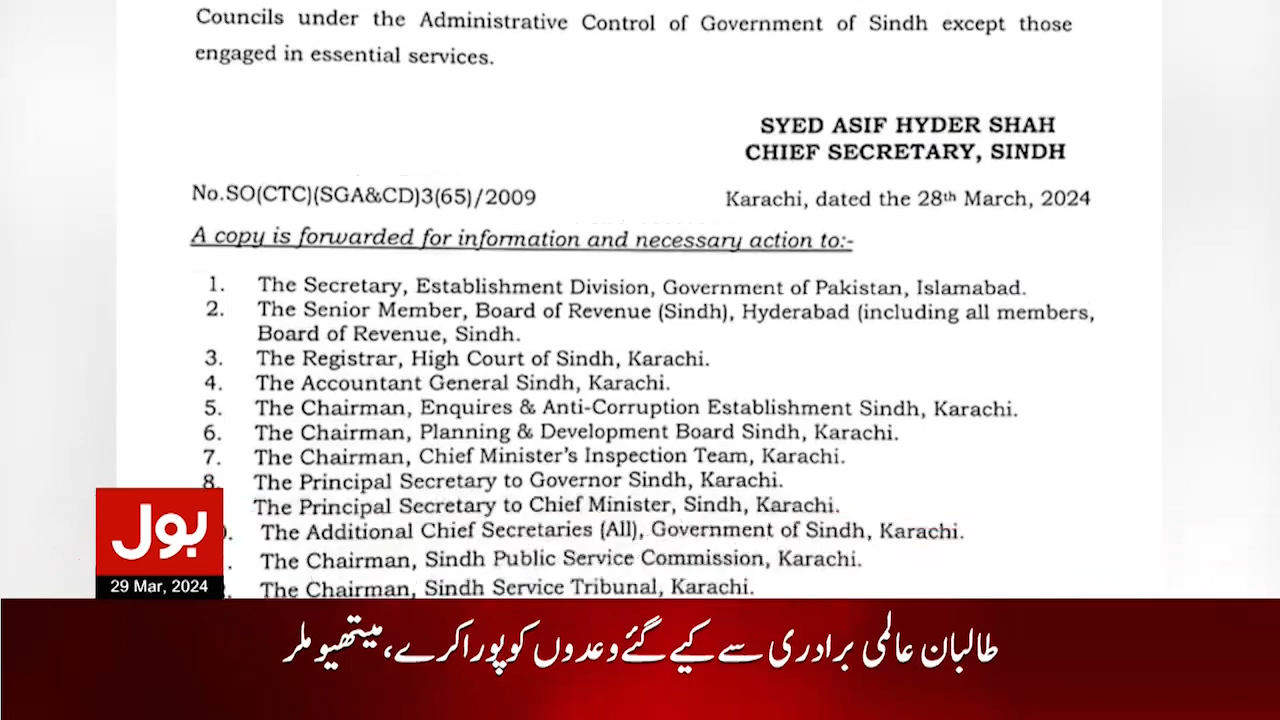 Councils under the Administrative Control of Government of Sindh except those
engaged in essential services.
SYED ASIF HYDER SHAH
CHIEF SECRETARY, SINDH
No.SO(CTC)(SGA&CD)3(65)/2009
Karachi, dated the 28th March, 2024
A copy is forwarded for information and necessary action to:-
1. The Secretary, Establishment Division, Government of Pakistan, Islamabad.
2. The Senior Member, Board of Revenue (Sindh), Hyderabad (including all members,
Board of Revenue, Sindh.
3. The Registrar, High Court of Sindh, Karachi.
4. The Accountant General Sindh, Karachi.
5. The Chairman, Enquires & Anti-Corruption Establishment Sindh, Karachi.
6. The Chairman, Planning & Development Board Sindh, Karachi.
7. The Chairman, Chief Minister's Inspection Team, Karachi.
8. The Principal Secretary to Governor Sindh, Karachi.
The Principal Secretary to Chief Minister, Sindh, Karachi.
The Additional Chief Secretaries (All), Government of Sindh, Karachi.
The Chairman, Sindh Public Service Commission, Karachi.
The Chairman, Sindh Service Tribunal, Karachi.
بول
29 Mar, 2024
طالبان عالمی برادری سے کیے گئے وعدوں کو پورا کرے، میتھیو ملر